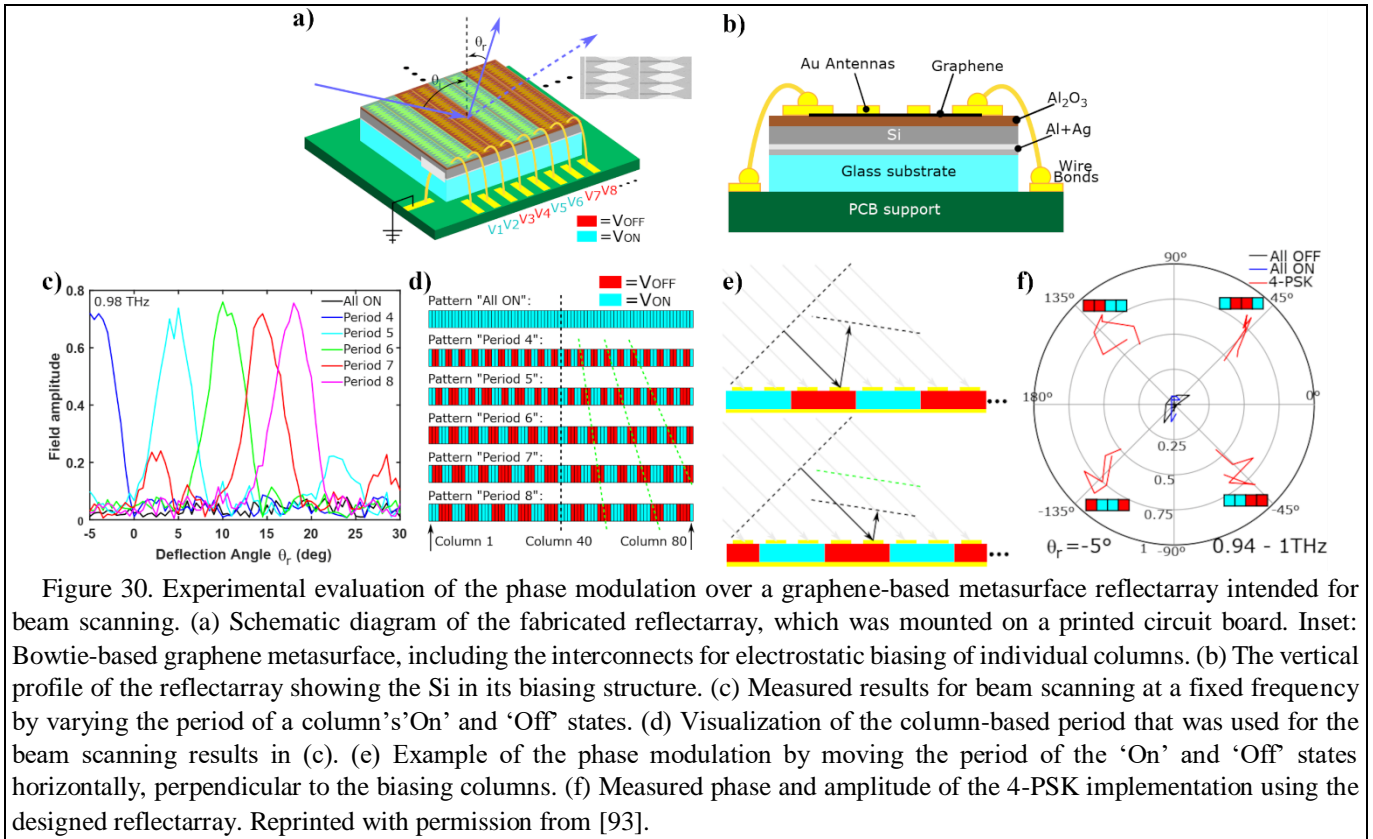 a)
θr
θi
V1 V2 V3 V4 V5 V6 V7 V8
=VOFF
=VON
b)
Au Antennas
Graphene
Al2O3
Si
Al+Ag
Glass substrate
Wire
Bonds
PCB support
c)
0.98 THz
All ON
Period 4
Period 5
Period 6
Period 7
Period 8
Field amplitude
0.8
0.6
0.4
0.2
0
-5 0 5 10 15 20 25 30
Deflection Angle θr (deg)
d)
=VOFF
=VON
Pattern "All ON":
Pattern "Period 4":
Pattern "Period 5":
Pattern "Period 6":
Pattern "Period 7":
Pattern "Period 8":
Column 1 Column 40 Column 80
e)
f)
All OFF
All ON
4-PSK
90º
135º
45º
180º
0º
0.25
0.5
0.75
1
-135º
-45º
-90º
θr=-5°
0.94 - 1THz
Figure 30. Experimental evaluation of the phase modulation over a graphene-based metasurface reflectarray intended for
beam scanning. (a) Schematic diagram of the fabricated reflectarray, which was mounted on a printed circuit board. Inset:
Bowtie-based graphene metasurface, including the interconnects for electrostatic biasing of individual columns. (b) The vertical
profile of the reflectarray showing the Si in its biasing structure. (c) Measured results for beam scanning at a fixed frequency
by varying the period of a column's'On' and 'Off' states. (d) Visualization of the column-based period that was used for the
beam scanning results in (c). (e) Example of the phase modulation by moving the period of the 'On' and 'Off' states
horizontally, perpendicular to the biasing columns. (f) Measured phase and amplitude of the 4-PSK implementation using the
designed reflectarray. Reprinted with permission from [93].